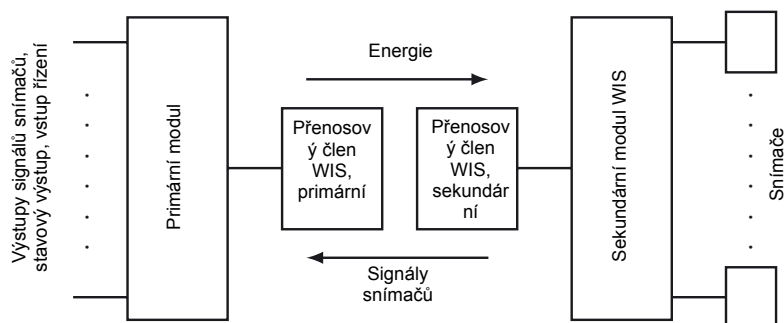 Výstupy signálů snímačů,
stavový výstup, vstup řízení
Primární modul
Energie
Přenosov
ý člen
WIS,
primární
Přenosov
ý člen
WIS,
sekundár
ní
Signály
snímačů
Sekundární modul WIS
Snímače